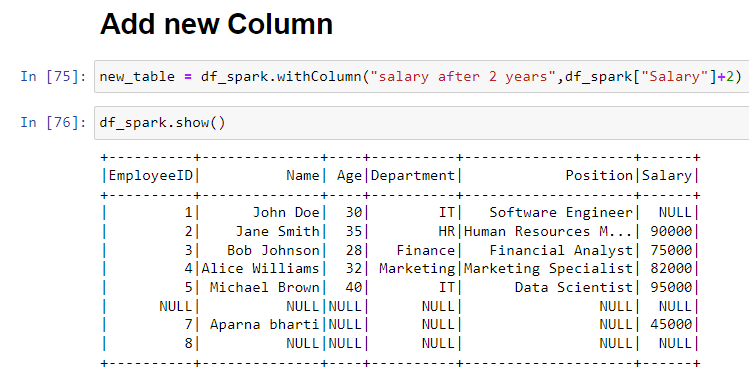 Add new Column
In [75]: new_table = df_spark.withColumn("salary after 2 years",df_spark["Salary"]+2)
In [76]: df_spark.show()
+----------+--------------+----+----------+--------------------+------+
|EmployeeID|          Name| Age|Department|            Position|Salary|
+----------+--------------+----+----------+--------------------+------+
|         1|      John Doe|  30|        IT|   Software Engineer|  NULL|
|         2|    Jane Smith|  35|        HR|Human Resources M...| 90000|
|         3|   Bob Johnson|  28|   Finance|   Financial Analyst| 75000|
|         4|Alice Williams|  32| Marketing|Marketing Specialist| 82000|
|         5| Michael Brown|  40|        IT|      Data Scientist| 95000|
|      NULL|          NULL|NULL|      NULL|                NULL|  NULL|
|         7| Aparna bharti|NULL|      NULL|                NULL| 45000|
|         8|          NULL|NULL|      NULL|                NULL|  NULL|
+----------+--------------+----+----------+--------------------+------+